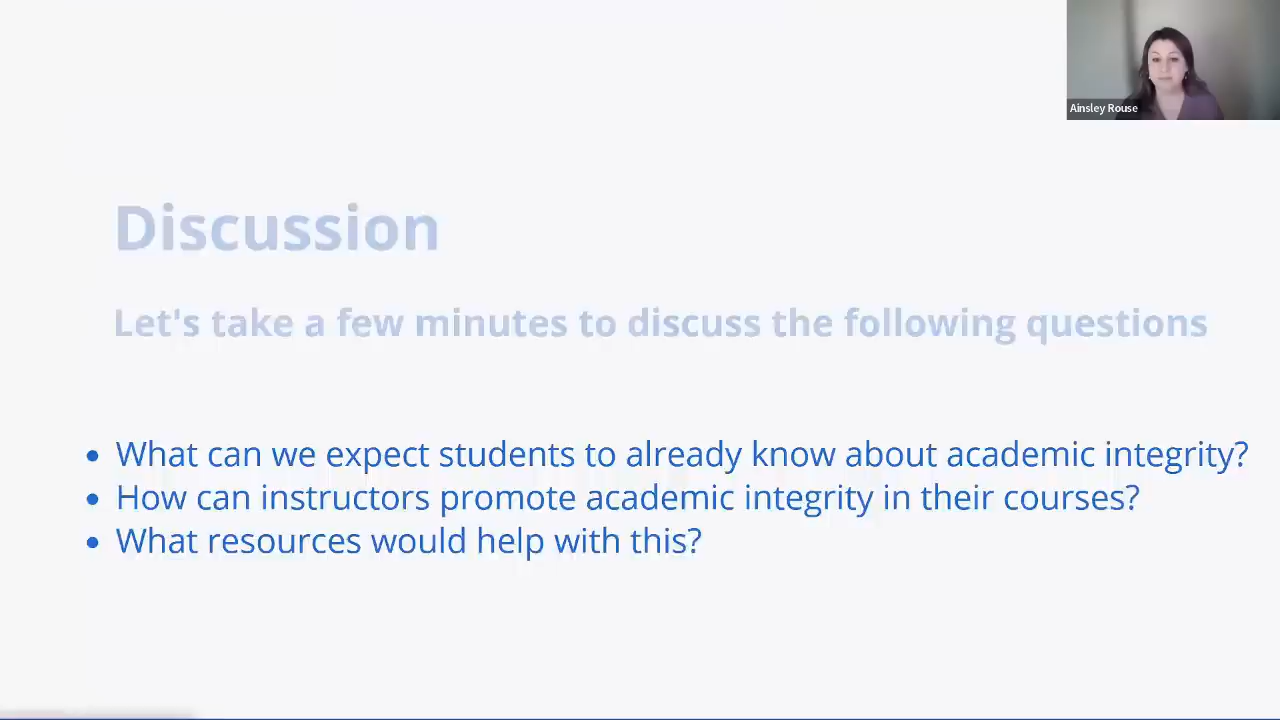 Ainsley Rouse
Discussion
Let's take a few minutes to discuss the following questions
• What can we expect students to already know about academic integrity?
• How can instructors promote academic integrity in their courses?
• What resources would help with this?